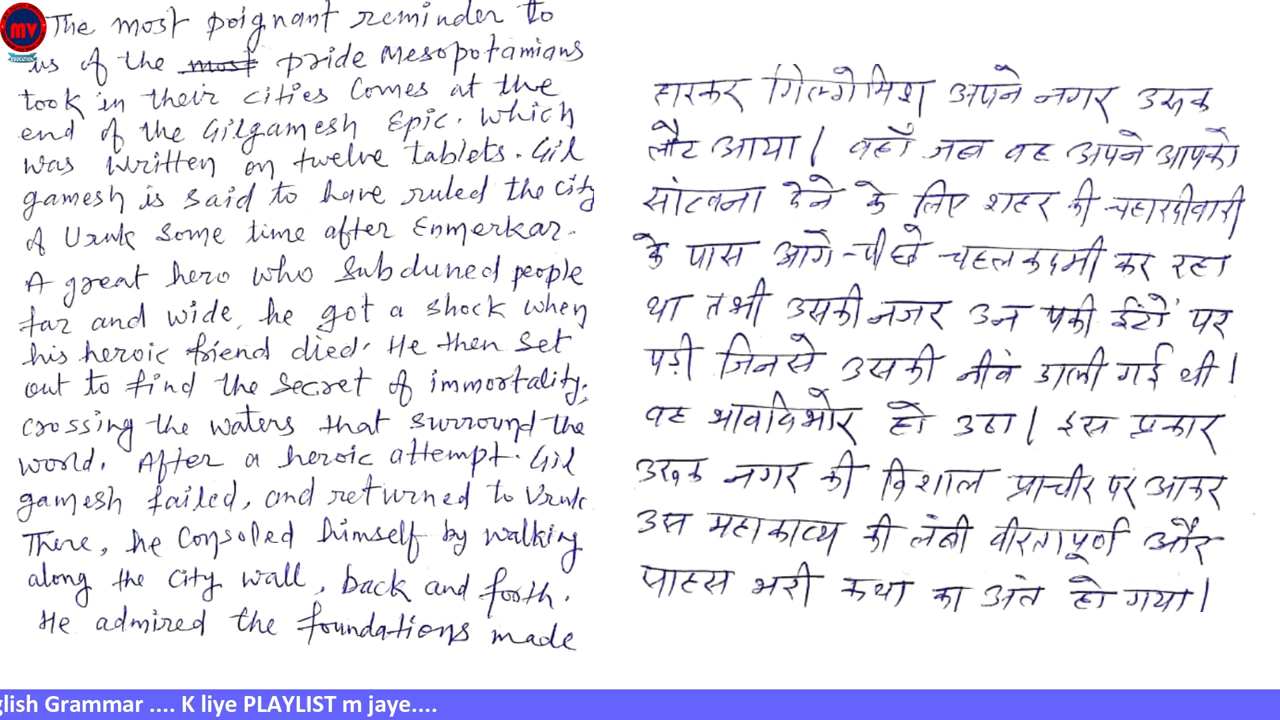 mv
EDUCATION
The most poignant reminder to
us of the most pride Mesopotamians
took in their cities comes at the
end of the Gilgamesh Epic. which
was written on twelve tablets. Gil
gamesh is said to have ruled the city
of Uruk some time after Enmerkar.
A great hero who subduned people
far and wide, he got a shock when
his heroic friend died. He then set
out to find the secret of immortality,
crossing the waters that surround the
world. After a heroic attempt. Gil
gamesh failed, and returned to Uruk.
There, he consoled himself by walking
along the city wall, back and forth.
He admired the foundations made
हारकर गिल्गेमिश अपने नगर उरूक
लौट आया। वहाँ जब वह अपने आपको
सांत्वना देने के लिए शहर की चहारदीवारी
के पास आगे-पीछे चहलकदमी कर रहा
था तभी उसकी नजर उन पकी ईंटों पर
पड़ी जिनसे उसकी नींव डाली गई थी।
वह भावविभोर हो उठा। इस प्रकार
उरूक नगर की विशाल प्राचीर पर आकर
उस महाकाव्य की लंबी वीरतापूर्ण और
साहस भरी कथा का अंत हो गया।
glish Grammar .... K liye PLAYLIST m jaye....